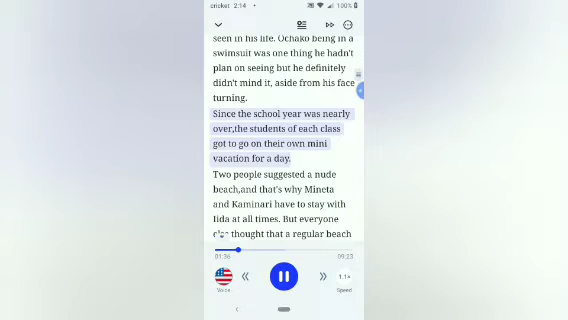 cricket 2:14
100%
seen in his life. Ochako being in a
swimsuit was one thing he hadn't
plan on seeing but he definitely
didn't mind it, aside from his face
turning.
Since the school year was nearly
over,the students of each class
got to go on their own mini
vacation for a day.
Two people suggested a nude
beach,and that's why Mineta
and Kaminari have to stay with
Iida at all times. But everyone
else thought that a regular beach
01:36
09:23
1.1×
Voice
Speed